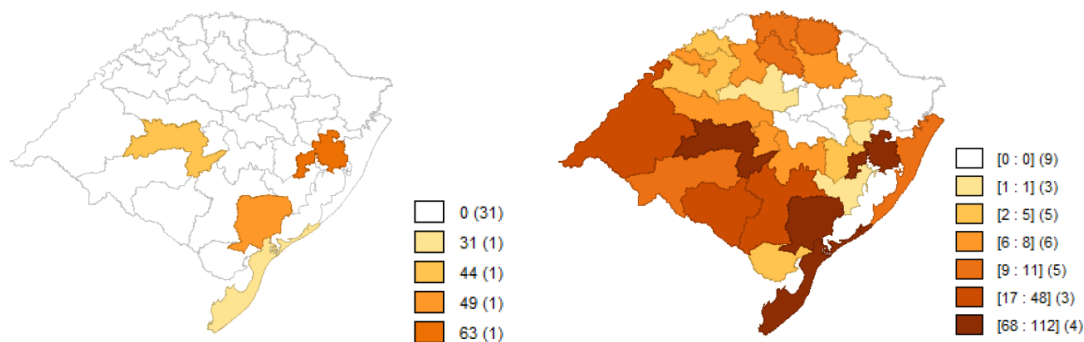 0 (31)
31 (1)
44 (1)
49 (1)
63 (1)
[0 : 0] (9)
[1 : 1] (3)
[2 : 5] (5)
[6 : 8] (6)
[9 : 11] (5)
[17 : 48] (3)
[68 : 112] (4)